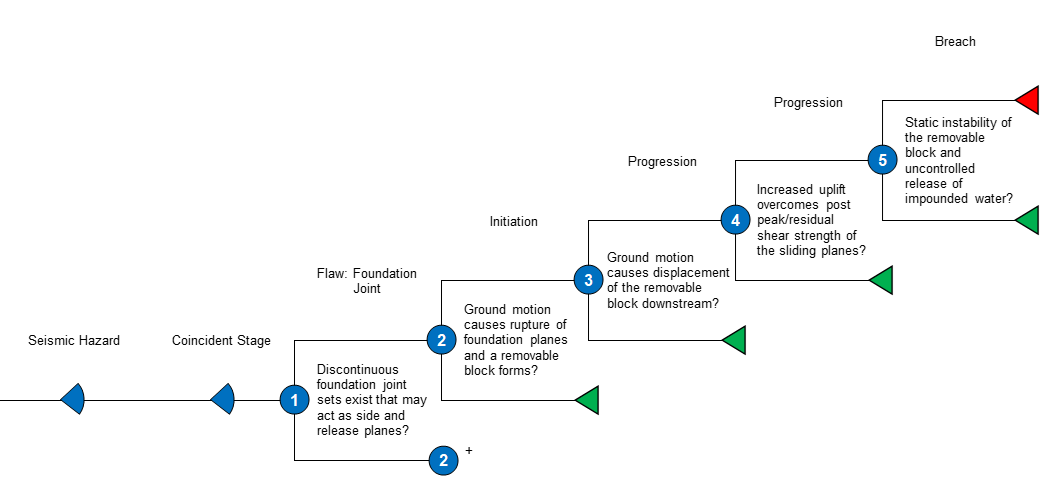 Breach
Progression
Static instability of
the removable
block and
uncontrolled
release of
impounded water?
5
Progression
Increased uplift
overcomes post
peak/residual
shear strength of
the sliding planes?
4
Initiation
Ground motion
causes displacement
of the removable
block downstream?
3
Flaw: Foundation
Joint
Ground motion
causes rupture of
foundation planes
and a removable
block forms?
2
Seismic Hazard
Coincident Stage
Discontinuous
foundation joint
sets exist that may
act as side and
release planes?
1
2 +